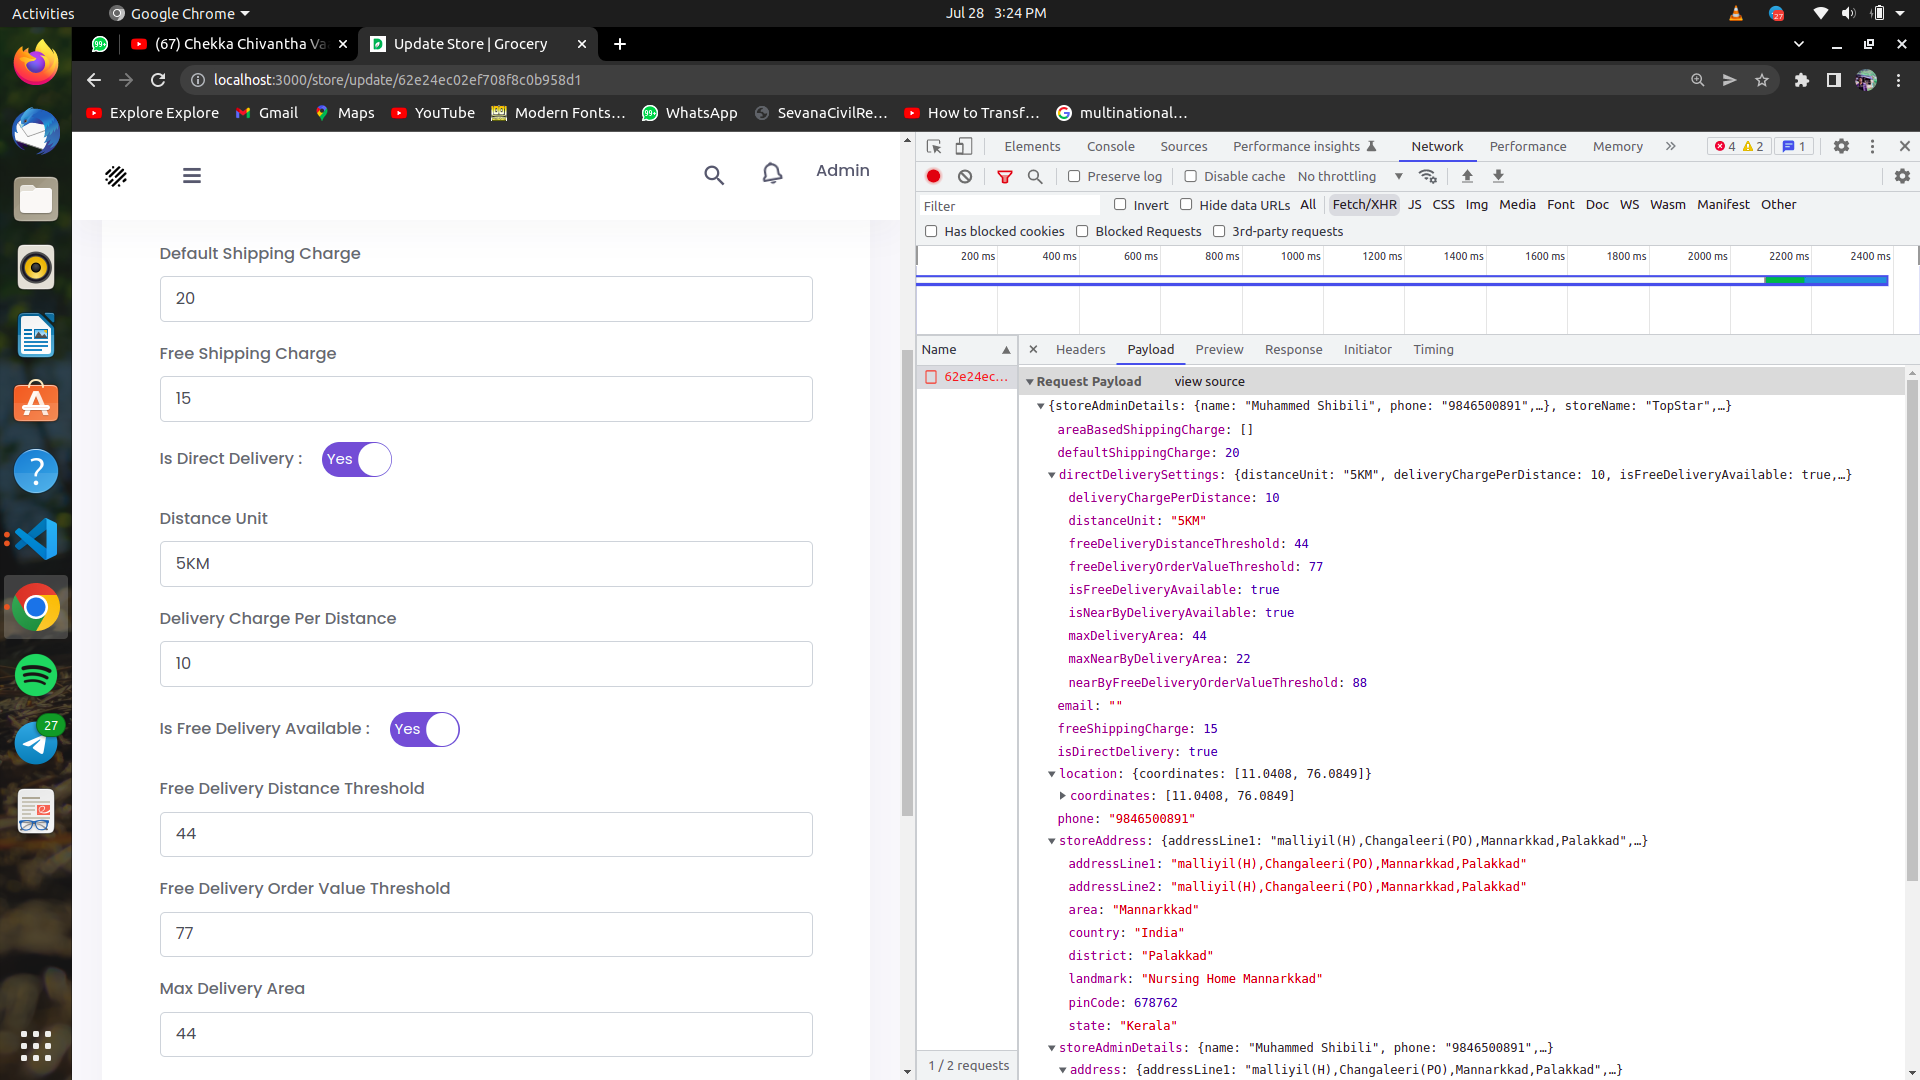 Activities
Google Chrome
Jul 28 3:24 PM
27
99+
(67) Chekka Chivantha Va
Update Store | Grocery
localhost:3000/store/update/62e24ec02ef708f8c0b958d1
Explore Explore
Gmail
Maps
YouTube
Modern Fonts…
WhatsApp
SevanaCivilRe…
How to Transf…
multinational…
Admin
Default Shipping Charge
20
Free Shipping Charge
15
Is Direct Delivery :
Yes
Distance Unit
5KM
Delivery Charge Per Distance
10
Is Free Delivery Available :
Yes
Free Delivery Distance Threshold
44
Free Delivery Order Value Threshold
77
Max Delivery Area
44
27
Elements
Console
Sources
Performance insights
Network
Performance
Memory
4
2
1
Preserve log
Disable cache
No throttling
Filter
Invert
Hide data URLs
All
Fetch/XHR
JS
CSS
Img
Media
Font
Doc
WS
Wasm
Manifest
Other
Has blocked cookies
Blocked Requests
3rd-party requests
200 ms
400 ms
600 ms
800 ms
1000 ms
1200 ms
1400 ms
1600 ms
1800 ms
2000 ms
2200 ms
2400 ms
Name
62e24ec…
1 / 2 requests
Headers
Payload
Preview
Response
Initiator
Timing
Request Payload
view source
{storeAdminDetails: {name: "Muhammed Shibili", phone: "9846500891",…}, storeName: "TopStar",…}
areaBasedShippingCharge: []
defaultShippingCharge: 20
directDeliverySettings: {distanceUnit: "5KM", deliveryChargePerDistance: 10, isFreeDeliveryAvailable: true,…}
deliveryChargePerDistance: 10
distanceUnit: "5KM"
freeDeliveryDistanceThreshold: 44
freeDeliveryOrderValueThreshold: 77
isFreeDeliveryAvailable: true
isNearByDeliveryAvailable: true
maxDeliveryArea: 44
maxNearByDeliveryArea: 22
nearByFreeDeliveryOrderValueThreshold: 88
email: ""
freeShippingCharge: 15
isDirectDelivery: true
location: {coordinates: [11.0408, 76.0849]}
coordinates: [11.0408, 76.0849]
phone: "9846500891"
storeAddress: {addressLine1: "malliyil(H),Changaleeri(PO),Mannarkkad,Palakkad",…}
addressLine1: "malliyil(H),Changaleeri(PO),Mannarkkad,Palakkad"
addressLine2: "malliyil(H),Changaleeri(PO),Mannarkkad,Palakkad"
area: "Mannarkkad"
country: "India"
district: "Palakkad"
landmark: "Nursing Home Mannarkkad"
pinCode: 678762
state: "Kerala"
storeAdminDetails: {name: "Muhammed Shibili", phone: "9846500891",…}
address: {addressLine1: "malliyil(H),Changaleeri(PO),Mannarkkad,Palakkad",…}